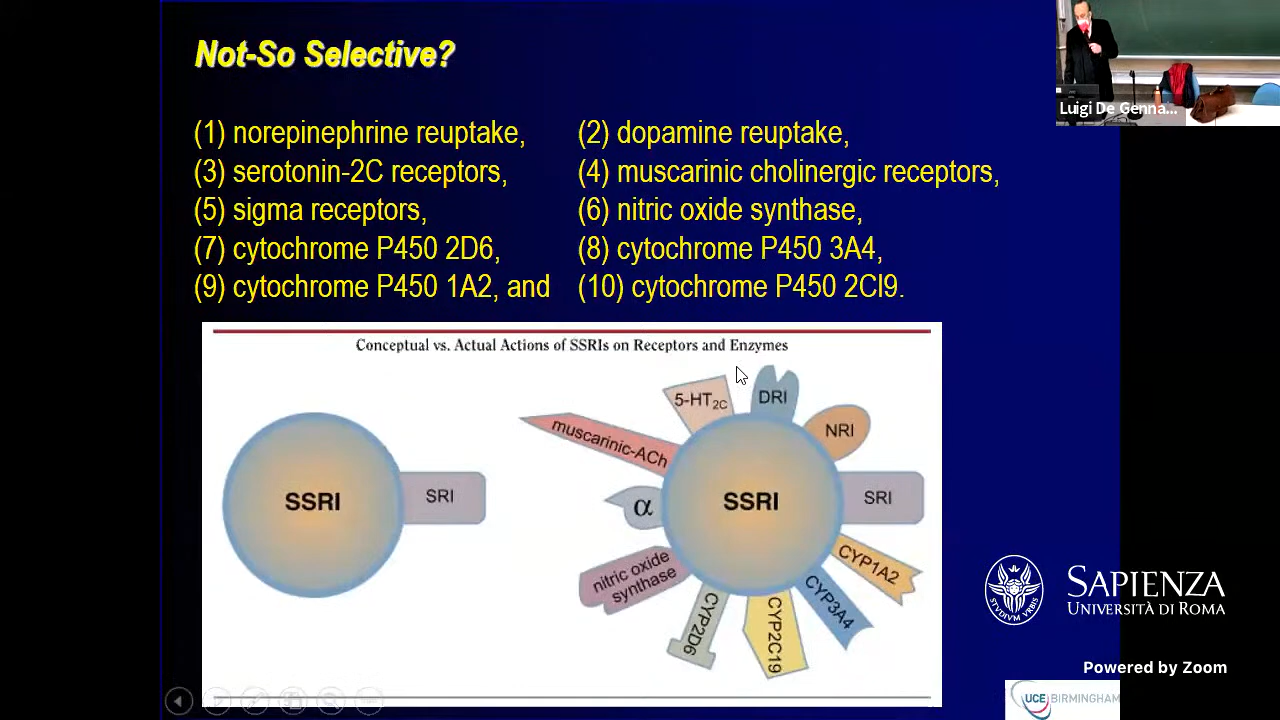 Not-So Selective?
(1) norepinephrine reuptake, (2) dopamine reuptake,
(3) serotonin-2C receptors, (4) muscarinic cholinergic receptors,
(5) sigma receptors, (6) nitric oxide synthase,
(7) cytochrome P450 2D6, (8) cytochrome P450 3A4,
(9) cytochrome P450 1A2, and (10) cytochrome P450 2Cl9.
Luigi De Genna...
Conceptual vs. Actual Actions of SSRIs on Receptors and Enzymes
SSRI
SRI
5-HT2C
DRI
NRI
muscarinic-ACh
α
SSRI
SRI
nitric oxide
synthase
CYP2D6
CYP2C19
CYP3A4
CYP1A2
STUDIUM URBIS
SAPIENZA
UNIVERSITÀ DI ROMA
Powered by Zoom
UCE BIRMINGHAM